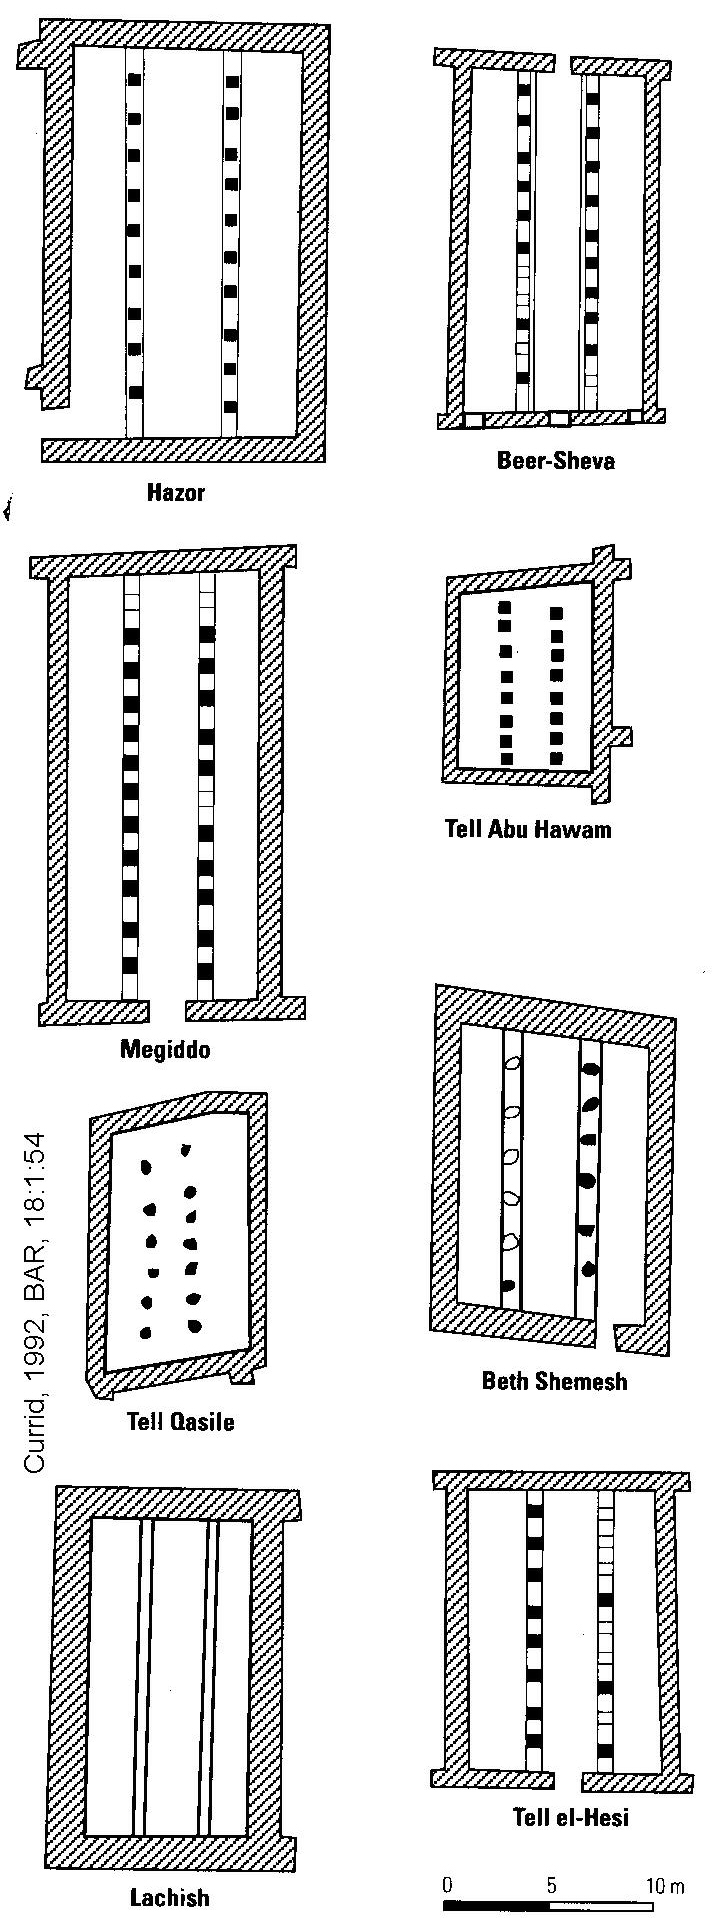 Hazor
Beer-Sheva
Megiddo
Tell Abu Hawam
Currid, 1992, BAR, 18:1:54
Tell Qasile
Beth Shemesh
Lachish
Tell el-Hesi
0 5 10 m